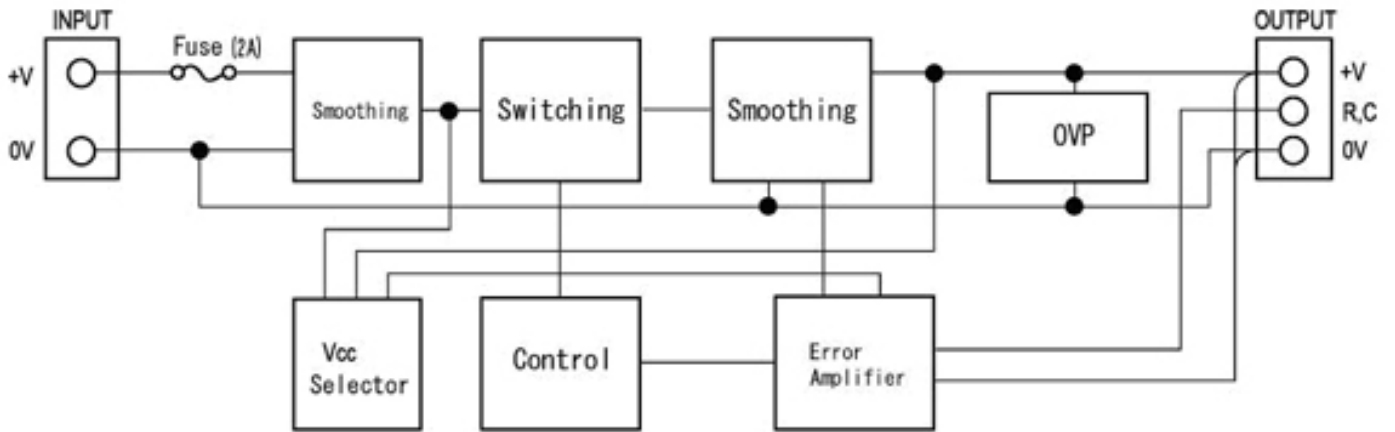 INPUT
OUTPUT
Fuse (2A)
+V
0V
Smoothing
Switching
Smoothing
OVP
+V
R,C
0V
Vcc
Selector
Control
Error
Amplifier